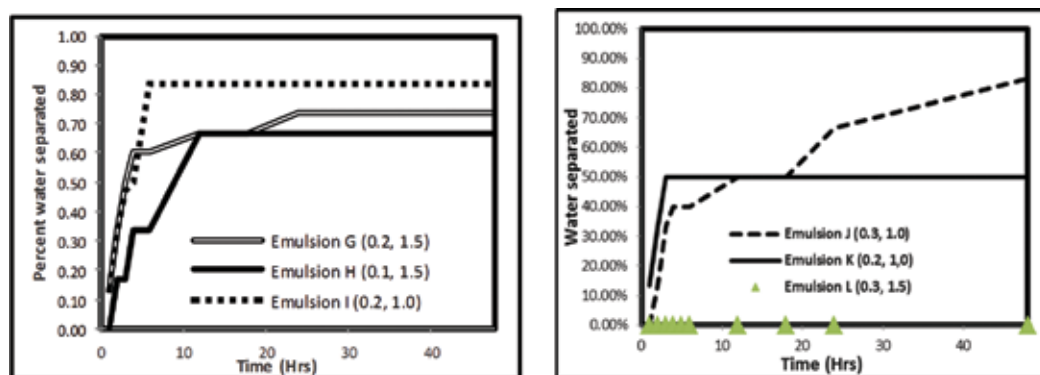 1.00
0.90
0.80
0.70
0.60
0.50
0.40
0.30
0.20
0.10
0.00
Percent water separated
Emulsion G (0.2, 1.5)
Emulsion H (0.1, 1.5)
Emulsion I (0.2, 1.0)
0 10 20 30 40
Time (Hrs)
100.00%
90.00%
80.00%
70.00%
60.00%
50.00%
40.00%
30.00%
20.00%
10.00%
0.00%
Water separated
Emulsion J (0.3, 1.0)
Emulsion K (0.2, 1,0)
Emulsion L (0.3, 1.5)
0 10 20 30 40
Time (Hrs)